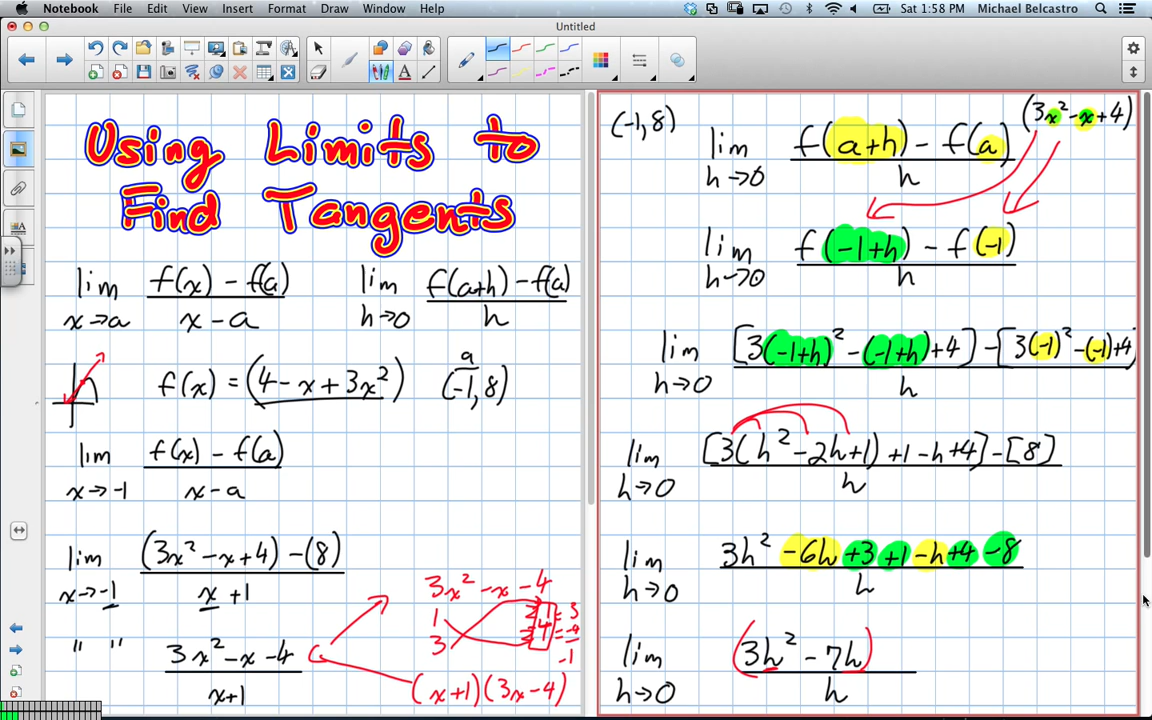 Notebook File Edit View Insert Format Draw Window Help Sat 1:58 PM Michael Belcastro
Untitled
Using Limits to
Find Tangents
lim x→a f(x) - f(a) / x - a
lim h→0 f(a+h) - f(a) / h
f(x) = (4 - x + 3x²) (-1, 8)
a
lim x→-1 f(x) - f(a) / x - a
lim x→-1 (3x² - x + 4) - (8) / x + 1
" " 3x² - x - 4 / x+1
3x² - x - 4
1
3
-1
(x+1)(3x-4)
(-1, 8)
(3x² - x + 4)
lim h→0 f(a+h) - f(a) / h
lim h→0 f(-1+h) - f(-1) / h
lim h→0 [3(-1+h)² - (-1+h) + 4] - [3(-1)² - (-1) + 4] / h
lim h→0 [3(h² - 2h + 1) + 1 - h + 4] - [8] / h
lim h→0 3h² - 6h + 3 + 1 - h + 4 - 8 / h
lim h→0 (3h² - 7h) / h